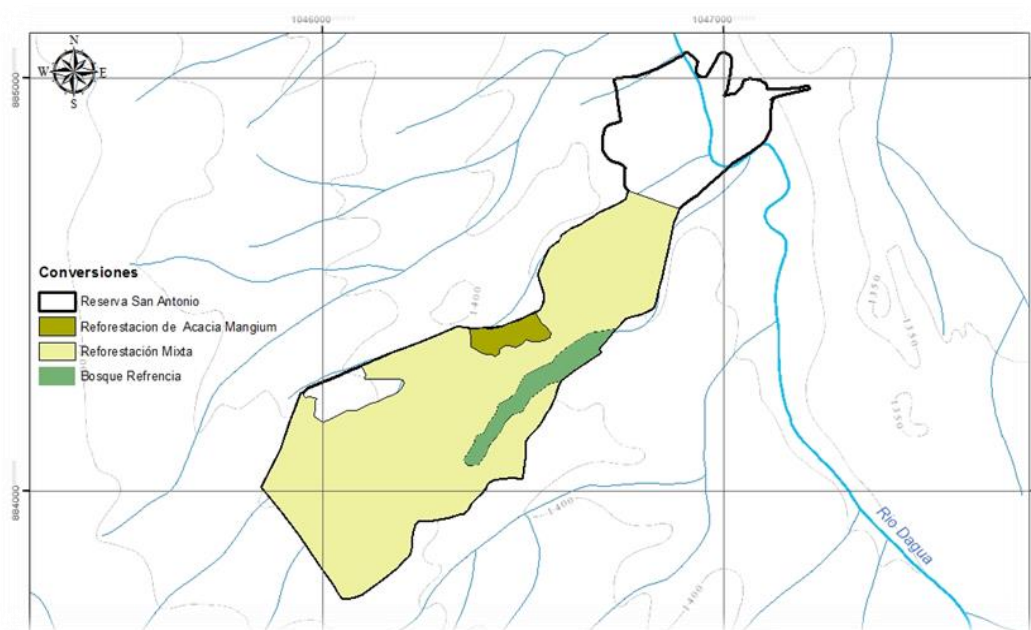 1046000
1047000
N
W E
S
885000
Conversiones
Reserva San Antonio
Reforestacion de Acacia Mangium
Reforestación Mixta
Bosque Refrencia
1400
1350
1350
1350
884000
1400
Rio Dagua
1400